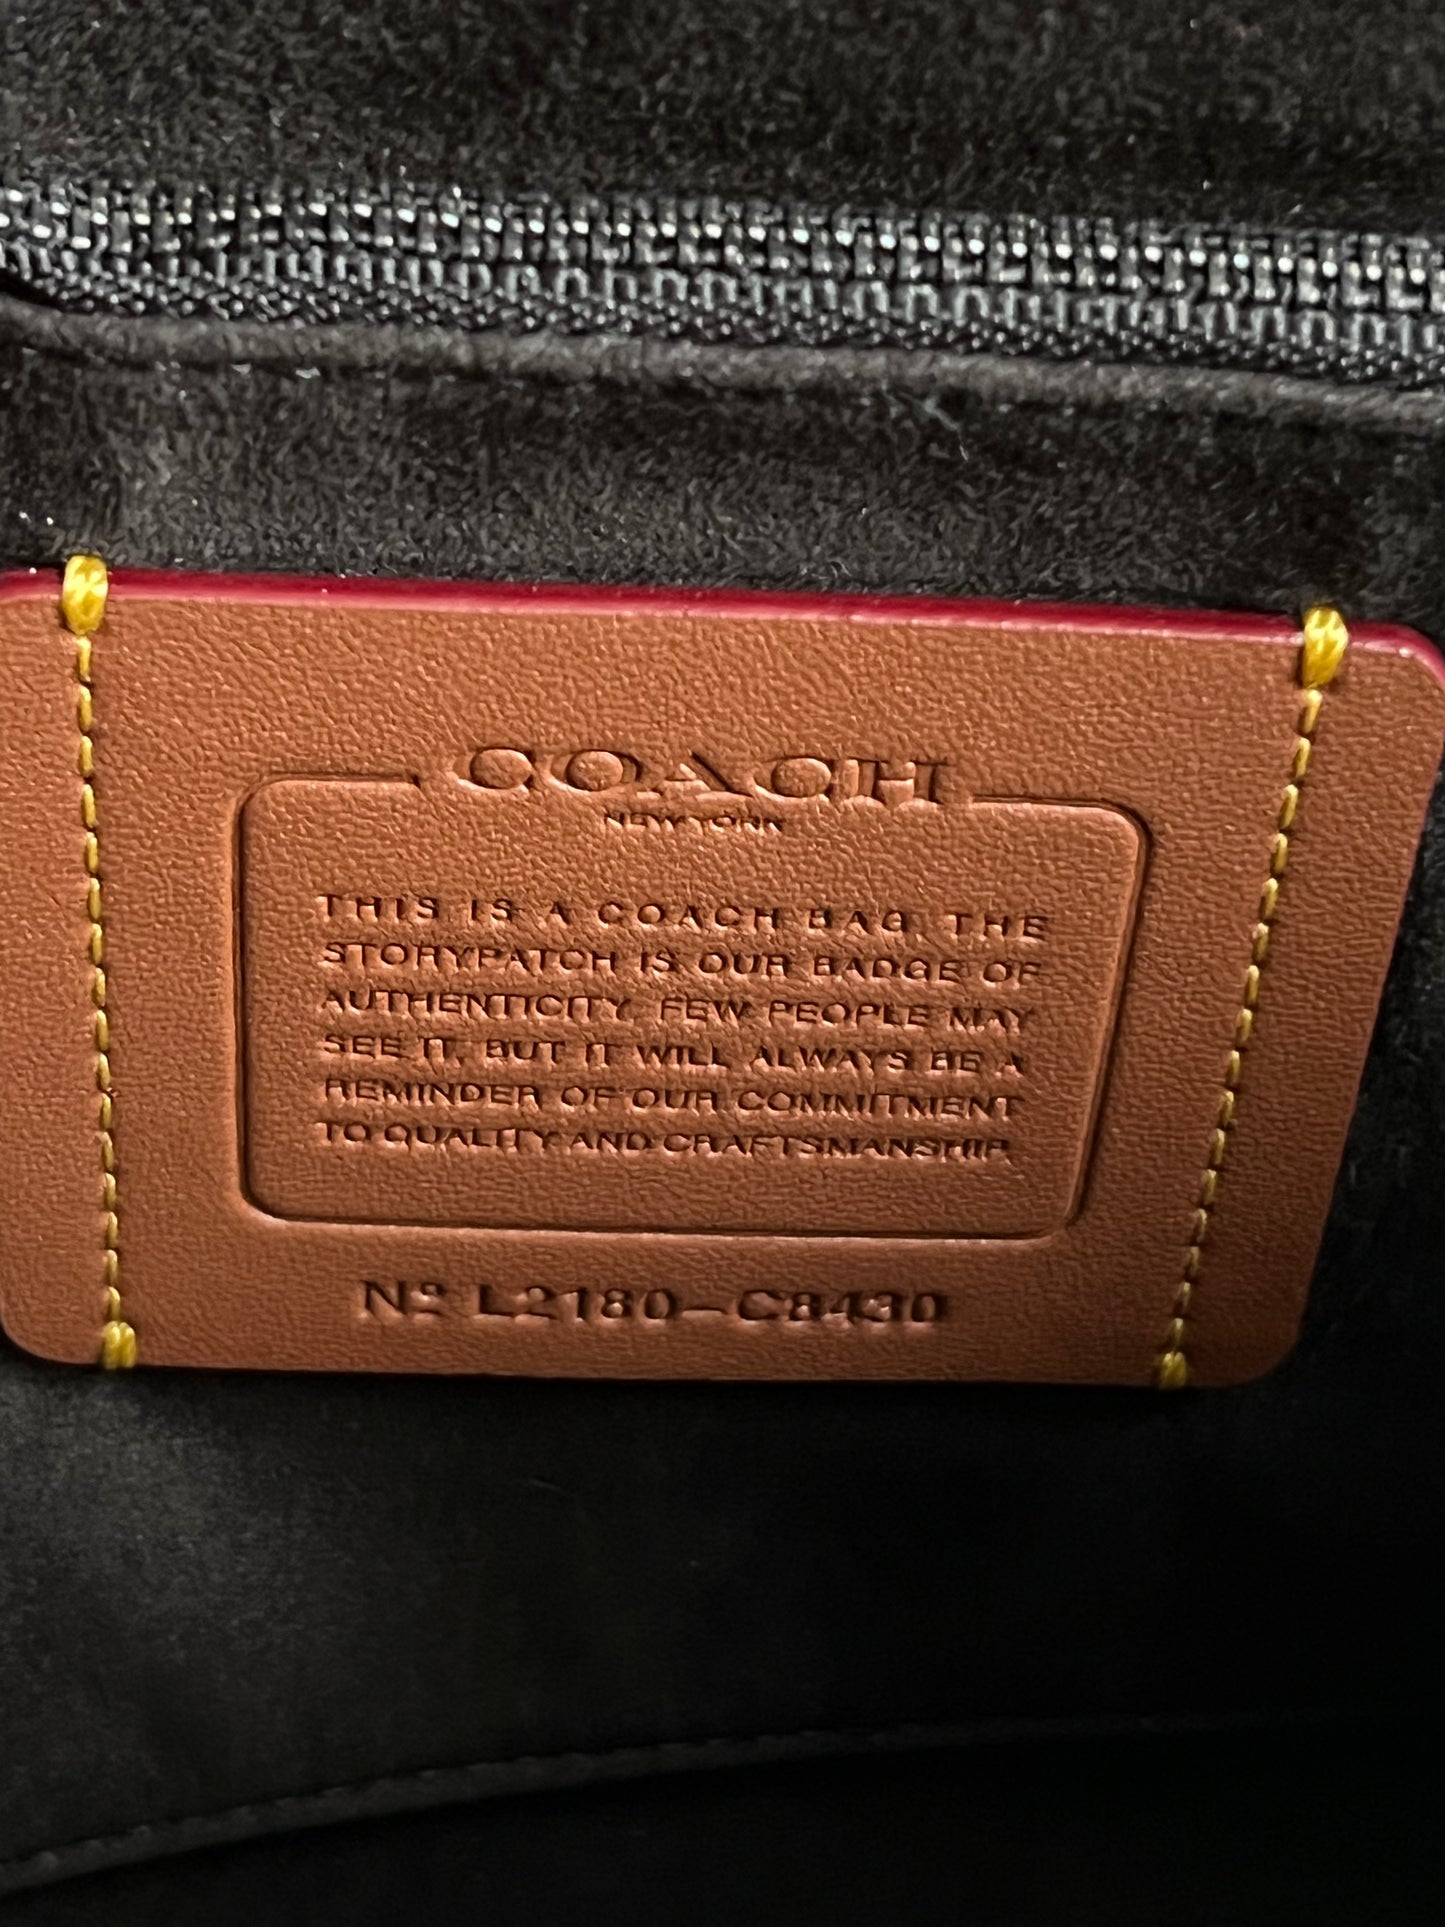 COACH
NEW YORK
THIS IS A COACH BAG. THE
STORYPATCH IS OUR BADGE OF
AUTHENTICITY. FEW PEOPLE MAY
SEE IT, BUT IT WILL ALWAYS BE A
REMINDER OF OUR COMMITMENT
TO QUALITY AND CRAFTSMANSHIP.
Nº L2180-C8430